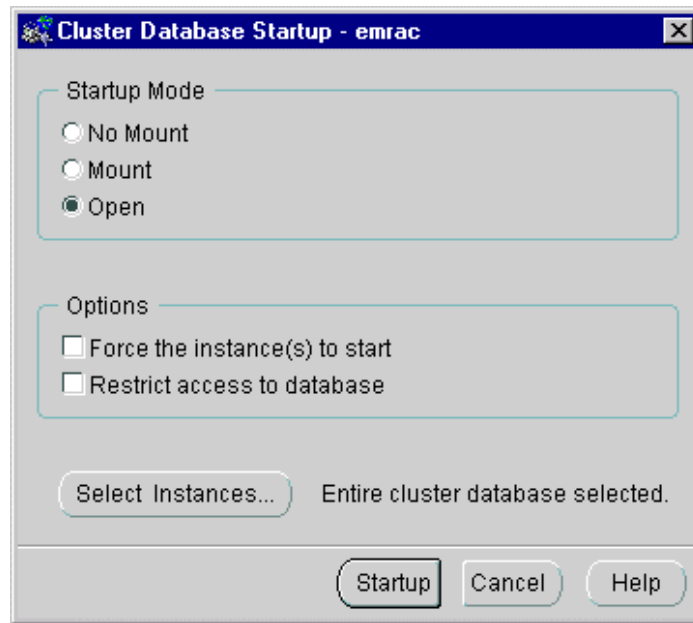 Cluster Database Startup - emrac
Startup Mode
No Mount
Mount
Open
Options
Force the instance(s) to start
Restrict access to database
Select Instances... Entire cluster database selected.
Startup Cancel Help